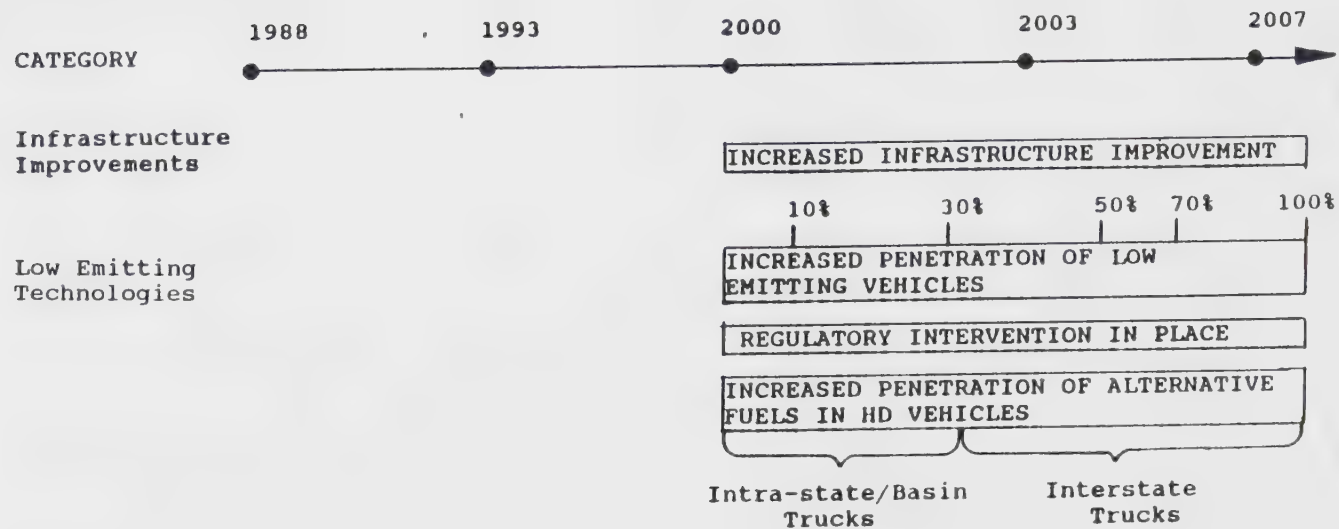 1988 1993 2000 2003 2007
CATEGORY
Infrastructure
Improvements
INCREASED INFRASTRUCTURE IMPROVEMENT
10% 30% 50% 70% 100%
Low Emitting
Technologies
INCREASED PENETRATION OF LOW
EMITTING VEHICLES
REGULATORY INTERVENTION IN PLACE
INCREASED PENETRATION OF ALTERNATIVE
FUELS IN HD VEHICLES
Intra-state/Basin
Trucks
Interstate
Trucks